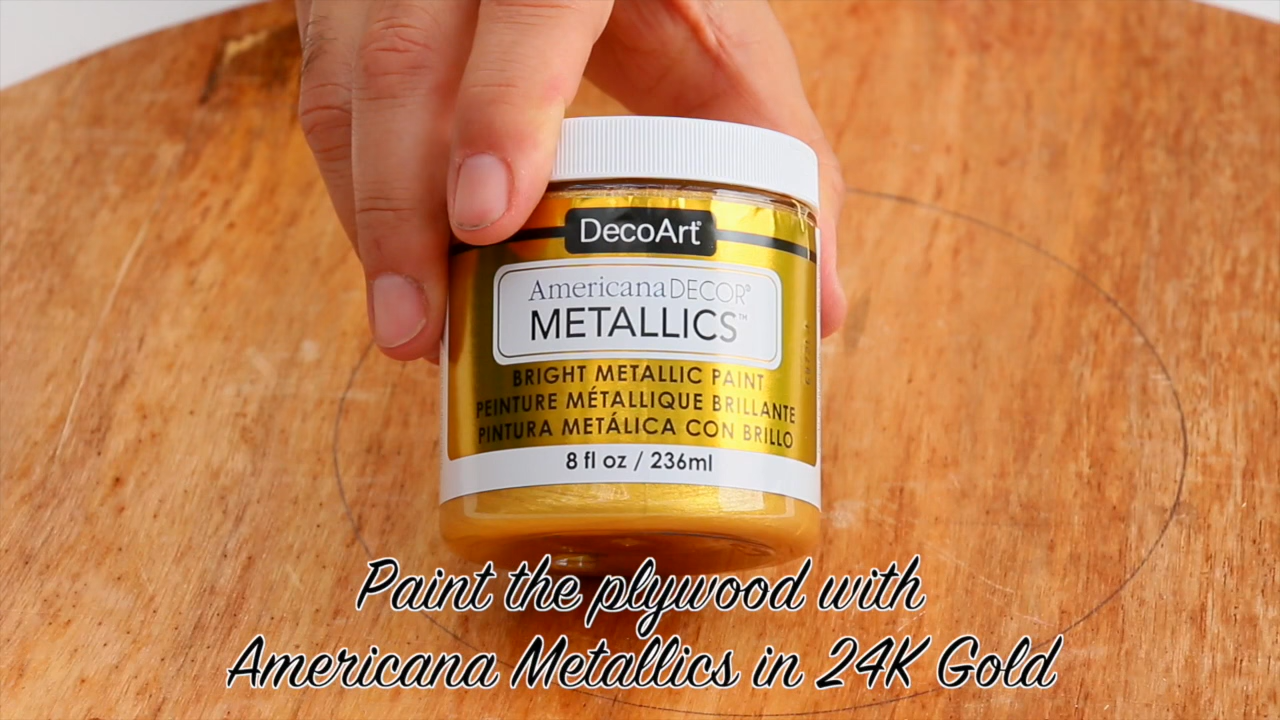 DecoArt®
AmericanaDECOR®
METALLICS™
BRIGHT METALLIC PAINT
PEINTURE MÉTALLIQUE BRILLANTE
PINTURA METÁLICA CON BRILLO
8 fl oz / 236ml
Paint the plywood with
Americana Metallics in 24K Gold